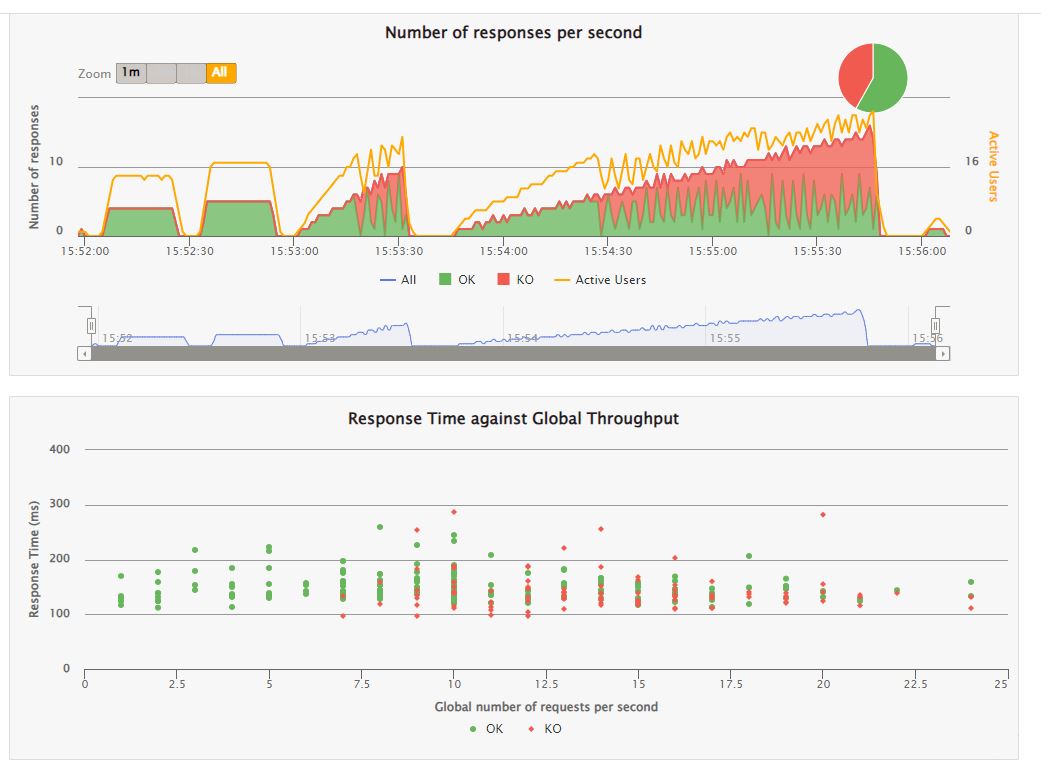 Number of responses per second
Zoom 1m All
Number of responses
10
0
16
0
Active Users
15:52:00 15:52:30 15:53:00 15:53:30 15:54:00 15:54:30 15:55:00 15:55:30 15:56:00
All OK KO Active Users
15:52 15:53 15:54 15:55 15:56
Response Time against Global Throughput
Response Time (ms)
400
300
200
100
0
0 2.5 5 7.5 10 12.5 15 17.5 20 22.5 25
Global number of requests per second
OK KO